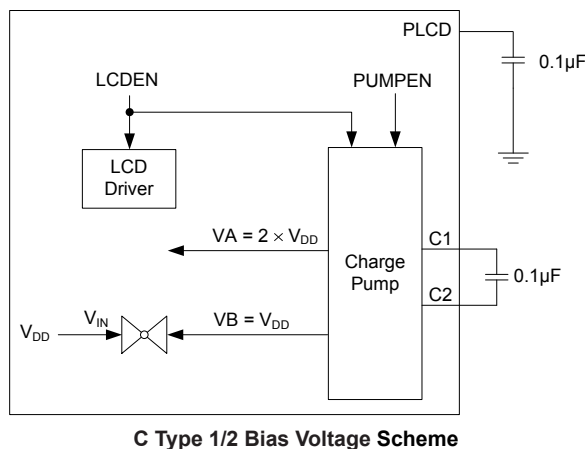 PLCD
0.1µF
LCDEN
PUMPEN
LCD
Driver
VA = 2 × VDD
Charge
Pump
C1
0.1µF
C2
VDD
VIN
VB = VDD
C Type 1/2 Bias Voltage Scheme